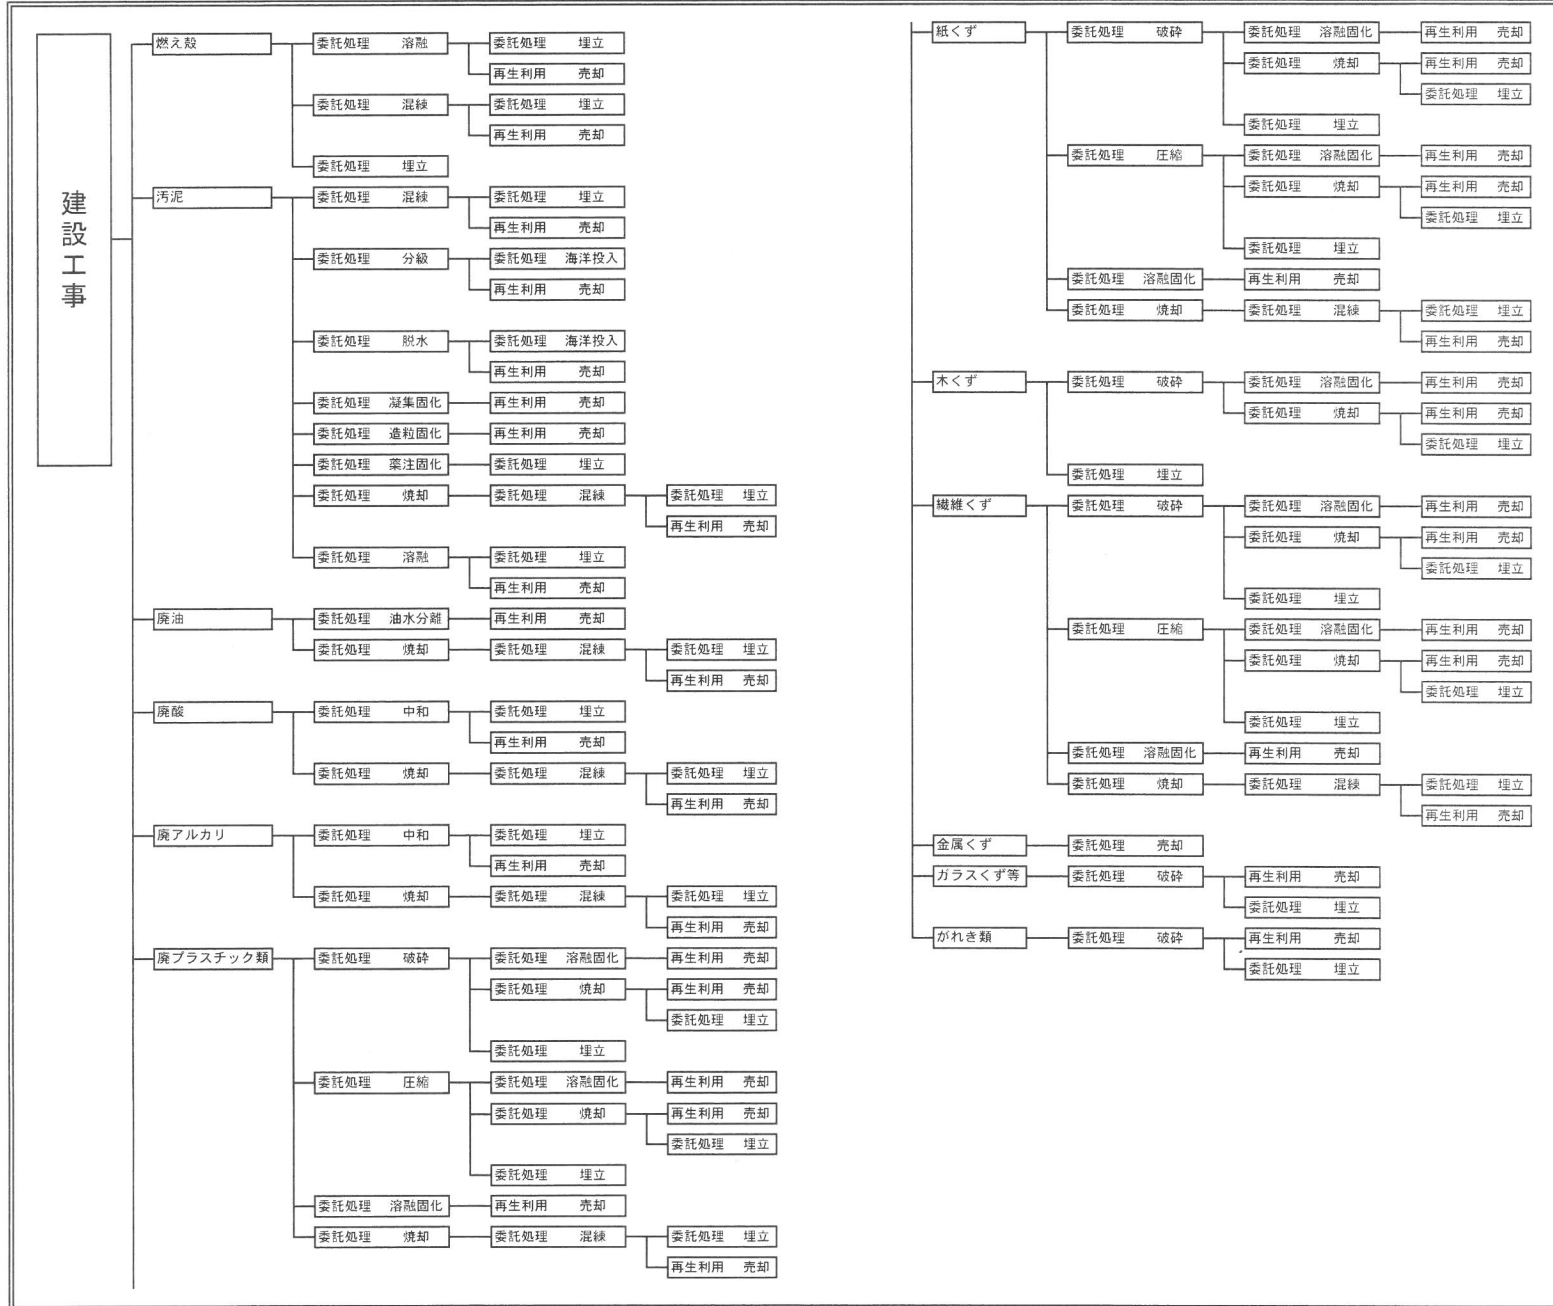 建設工事
燃え殻 委託処理 溶融 委託処理 埋立
再生利用 売却
委託処理 混練 委託処理 埋立
再生利用 売却
委託処理 埋立
汚泥 委託処理 混練 委託処理 埋立
再生利用 売却
委託処理 分級 委託処理 海洋投入
再生利用 売却
委託処理 脱水 委託処理 海洋投入
再生利用 売却
委託処理 凝集固化 再生利用 売却
委託処理 造粒固化 再生利用 売却
委託処理 薬注固化 委託処理 埋立
委託処理 焼却 委託処理 混練 委託処理 埋立
再生利用 売却
委託処理 溶融 委託処理 埋立
再生利用 売却
廃油 委託処理 油水分離 再生利用 売却
委託処理 焼却 委託処理 混練 委託処理 埋立
再生利用 売却
廃酸 委託処理 中和 委託処理 埋立
再生利用 売却
委託処理 焼却 委託処理 混練 委託処理 埋立
再生利用 売却
廃アルカリ 委託処理 中和 委託処理 埋立
再生利用 売却
委託処理 焼却 委託処理 混練 委託処理 埋立
再生利用 売却
廃プラスチック類 委託処理 破砕 委託処理 溶融固化 再生利用 売却
委託処理 焼却 再生利用 売却
委託処理 埋立
委託処理 埋立
委託処理 圧縮 委託処理 溶融固化 再生利用 売却
委託処理 焼却 再生利用 売却
委託処理 埋立
委託処理 埋立
委託処理 溶融固化 再生利用 売却
委託処理 焼却 委託処理 混練 委託処理 埋立
再生利用 売却
紙くず 委託処理 破砕 委託処理 溶融固化 再生利用 売却
委託処理 焼却 再生利用 売却
委託処理 埋立
委託処理 埋立
委託処理 圧縮 委託処理 溶融固化 再生利用 売却
委託処理 焼却 再生利用 売却
委託処理 埋立
委託処理 埋立
委託処理 溶融固化 再生利用 売却
委託処理 焼却 委託処理 混練 委託処理 埋立
再生利用 売却
木くず 委託処理 破砕 委託処理 溶融固化 再生利用 売却
委託処理 焼却 再生利用 売却
委託処理 埋立
委託処理 埋立
繊維くず 委託処理 破砕 委託処理 溶融固化 再生利用 売却
委託処理 焼却 再生利用 売却
委託処理 埋立
委託処理 埋立
委託処理 圧縮 委託処理 溶融固化 再生利用 売却
委託処理 焼却 再生利用 売却
委託処理 埋立
委託処理 埋立
委託処理 溶融固化 再生利用 売却
委託処理 焼却 委託処理 混練 委託処理 埋立
再生利用 売却
金属くず 委託処理 売却
ガラスくず等 委託処理 破砕 再生利用 売却
委託処理 埋立
がれき類 委託処理 破砕 再生利用 売却
委託処理 埋立